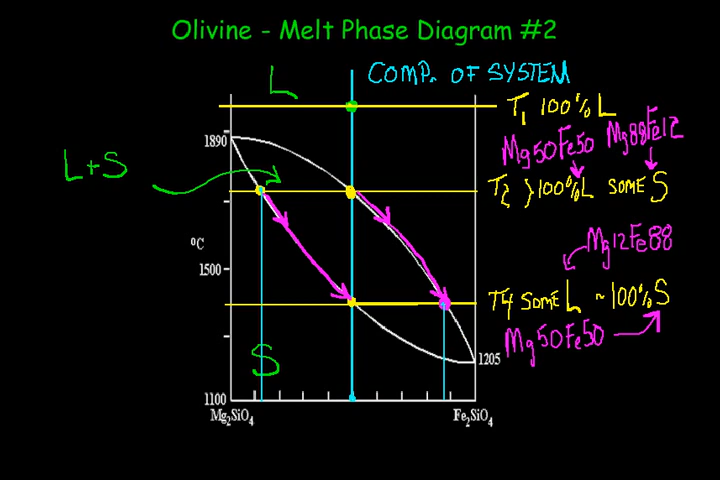 Olivine - Melt Phase Diagram #2
L
COMP. OF SYSTEM
T1 100% L
Mg50Fe50
Mg88Fe12
1890
L+S
T2 }100% L SOME S
°C
Mg12Fe88
1500
T4 SOME L ~100% S
Mg50Fe50
S
1205
1100
Mg₂SiO₄
Fe₂SiO₄